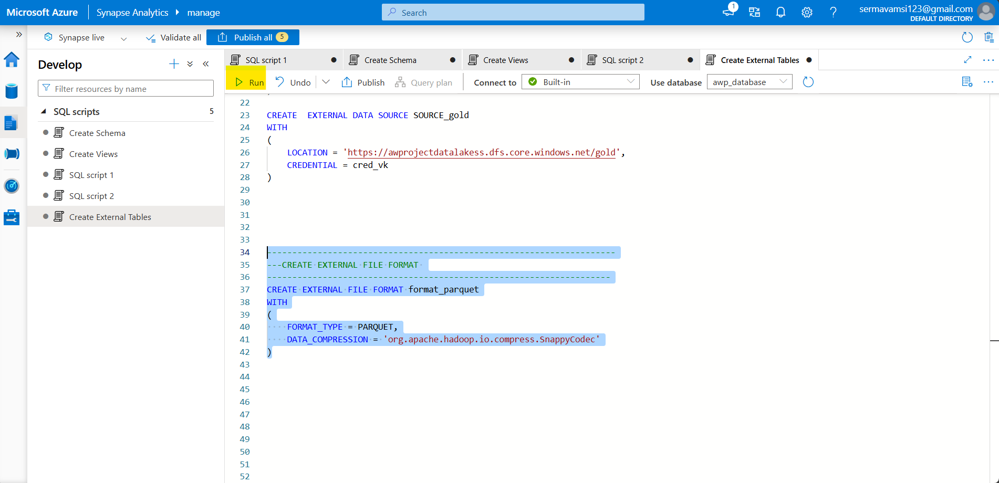 Microsoft Azure
Synapse Analytics
manage
Search
1
sermavamsi123@gmail.com
DEFAULT DIRECTORY
Synapse live
Validate all
Publish all 5
Develop
Filter resources by name
SQL scripts 5
Create Schema
Create Views
SQL script 1
SQL script 2
Create External Tables
SQL script 1
Create Schema
Create Views
SQL script 2
Create External Tables
Run
Undo
Publish
Query plan
Connect to
Built-in
Use database
awp_database
22
23 CREATE  EXTERNAL DATA SOURCE SOURCE_gold
24 WITH
25 (
26     LOCATION = 'https://awprojectdatalakess.dfs.core.windows.net/gold',
27     CREDENTIAL = cred_vk
28 )
29
30
31
32
33
34 ---------------------------------------------------------------------
35 ---CREATE EXTERNAL FILE FORMAT
36 --------------------------------------------------------------------
37 CREATE EXTERNAL FILE FORMAT format_parquet
38 WITH
39 (
40     FORMAT_TYPE = PARQUET,
41     DATA_COMPRESSION = 'org.apache.hadoop.io.compress.SnappyCodec'
42 )
43
44
45
46
47
48
49
50
51
52